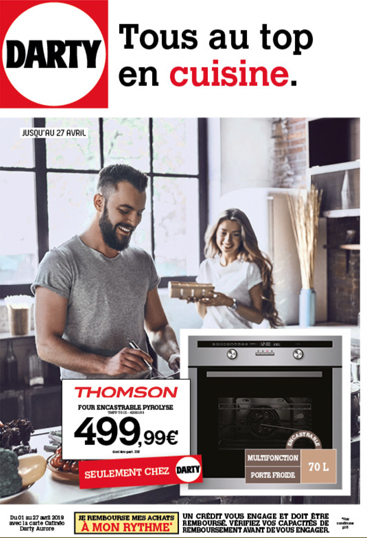 DARTY
Tous au top
en cuisine.
JUSQU'AU 27 AVRIL
THOMSON
FOUR ENCASTRABLE PYROLYSE
499,99€
SEULEMENT CHEZ DARTY
ENCASTRABLE
MULTIFONCTION
PORTE FROIDE
70 L
Du 01 au 27 avril 2019
avec la carte Cofinéo
Darty Aurore
JE REMBOURSE MES ACHATS
À MON RYTHME*
UN CRÉDIT VOUS ENGAGE ET DOIT ÊTRE
REMBOURSÉ. VÉRIFIEZ VOS CAPACITÉS DE
REMBOURSEMENT AVANT DE VOUS ENGAGER.